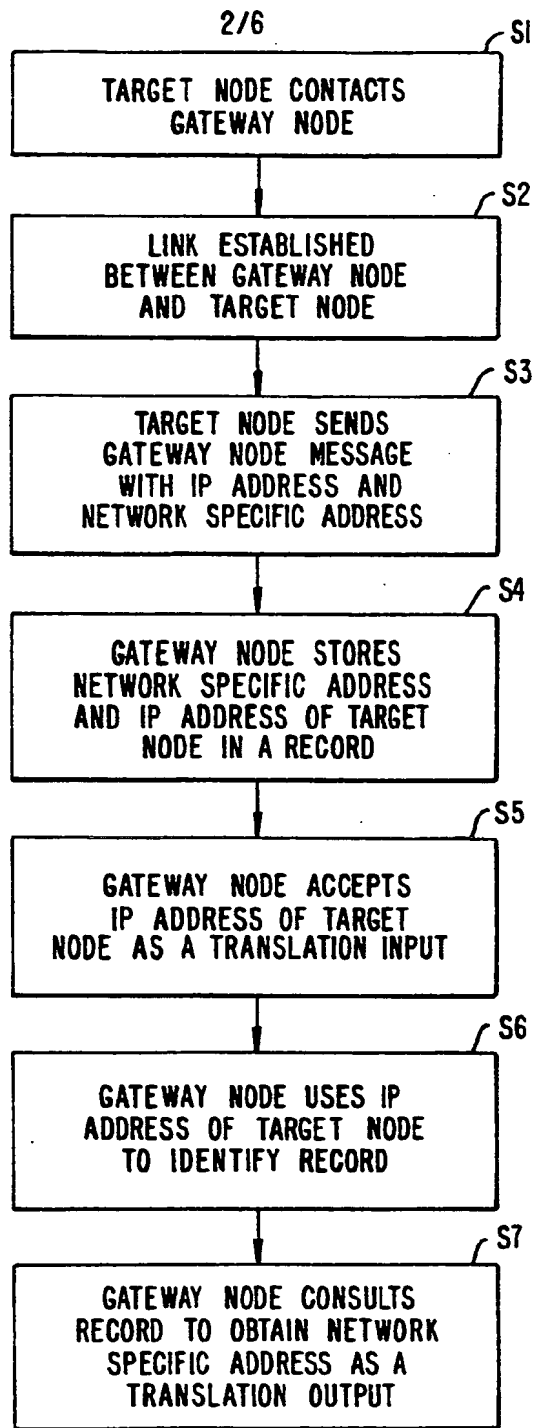 2/6
S1
TARGET NODE CONTACTS
GATEWAY NODE
S2
LINK ESTABLISHED
BETWEEN GATEWAY NODE
AND TARGET NODE
S3
TARGET NODE SENDS
GATEWAY NODE MESSAGE
WITH IP ADDRESS AND
NETWORK SPECIFIC ADDRESS
S4
GATEWAY NODE STORES
NETWORK SPECIFIC ADDRESS
AND IP ADDRESS OF TARGET
NODE IN A RECORD
S5
GATEWAY NODE ACCEPTS
IP ADDRESS OF TARGET
NODE AS A TRANSLATION INPUT
S6
GATEWAY NODE USES IP
ADDRESS OF TARGET NODE
TO IDENTIFY RECORD
S7
GATEWAY NODE CONSULTS
RECORD TO OBTAIN NETWORK
SPECIFIC ADDRESS AS A
TRANSLATION OUTPUT